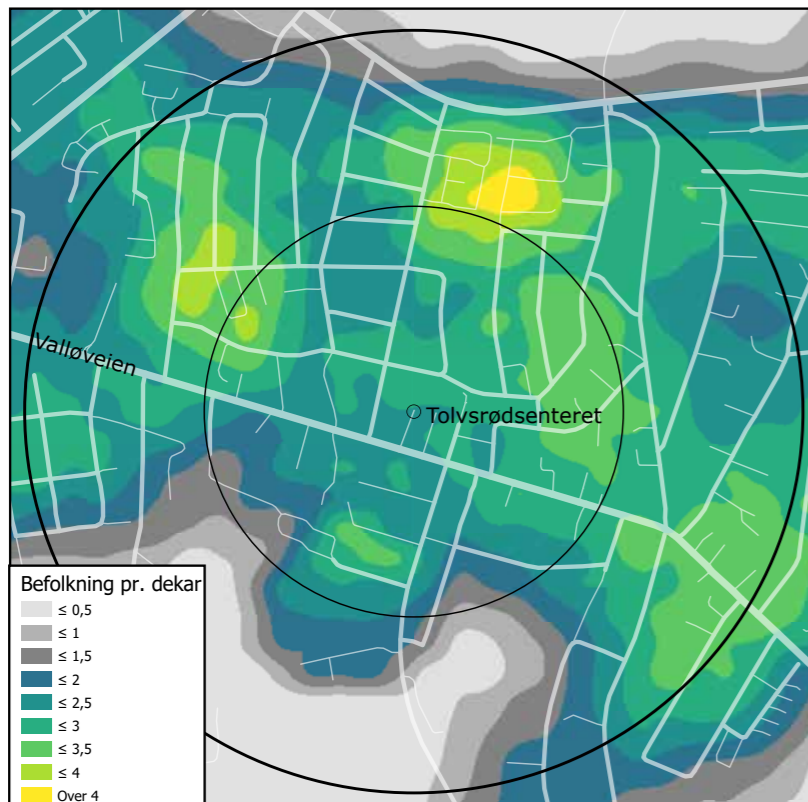 Valløveien
Tolvsrødsenteret
Befolkning pr. dekar
≤ 0,5
≤ 1
≤ 1,5
≤ 2
≤ 2,5
≤ 3
≤ 3,5
≤ 4
Over 4